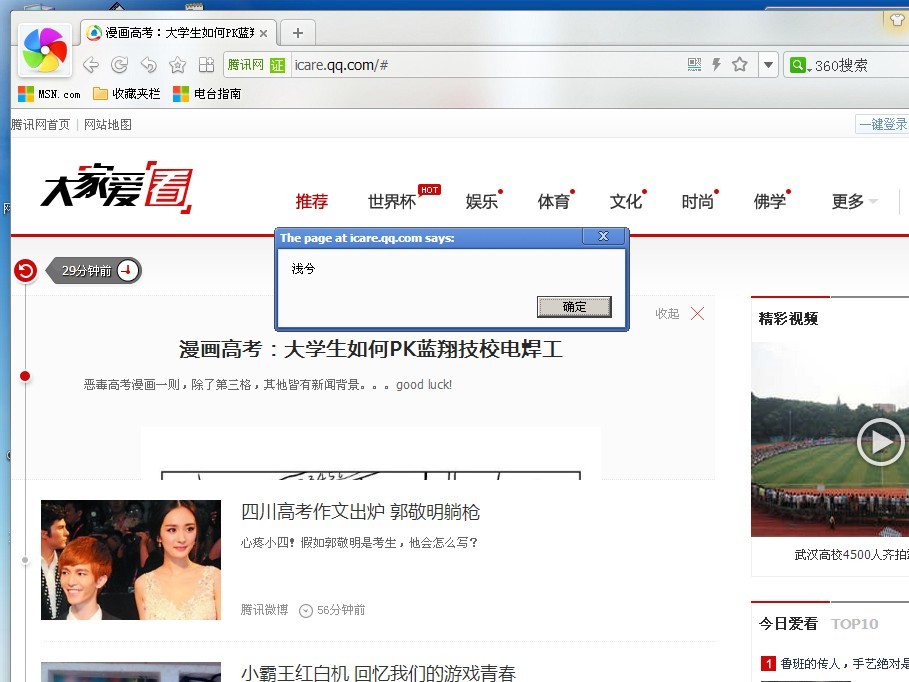 漫画高考：大学生如何PK蓝翔
腾讯网 证 icare.qq.com/#
360搜索
MSN.com 收藏夹栏 电台指南
腾讯网首页 | 网站地图
一键登录
大家爱圈
推荐 世界杯 HOT 娱乐 体育 文化 时尚 佛学 更多
The page at icare.qq.com says:
浅兮
确定
29分钟前
收起
漫画高考：大学生如何PK蓝翔技校电焊工
恶毒高考漫画一则，除了第三格，其他皆有新闻背景。。。good luck!
四川高考作文出炉 郭敬明躺枪
心疼小四！假如郭敬明是考生，他会怎么写？
腾讯微博 56分钟前
小霸王红白机 回忆我们的游戏青春
精彩视频
武汉高校4500人齐拍
今日爱看 TOP10
1 鲁班的传人，手艺绝对是